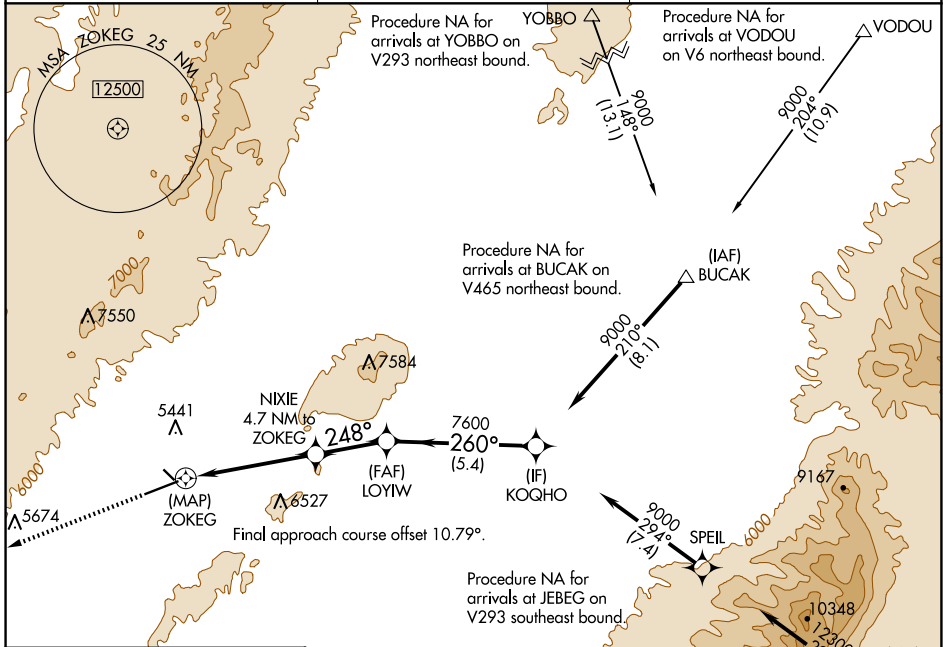 MSA ZOKEG 25 NM
12500
Procedure NA for
arrivals at YOBBO on
V293 northeast bound.
YOBBO
Procedure NA for
arrivals at VODOU
on V6 northeast bound.
VODOU
9000
148°
(13.1)
9000
204°
(10.9)
7000
7550
Procedure NA for
arrivals at BUCAK on
V465 northeast bound.
(IAF)
BUCAK
9000
210°
(8.1)
7584
NIXIE
4.7 NM to
ZOKEG
5441
248°
7600
260°
(5.4)
(FAF)
LOYIW
(IF)
KOQHO
6000
5674
(MAP)
ZOKEG
6527
Final approach course offset 10.79°.
9000
294°
(7.4)
SPEIL
6000
9167
Procedure NA for
arrivals at JEBEG on
V293 southeast bound.
10348
12300